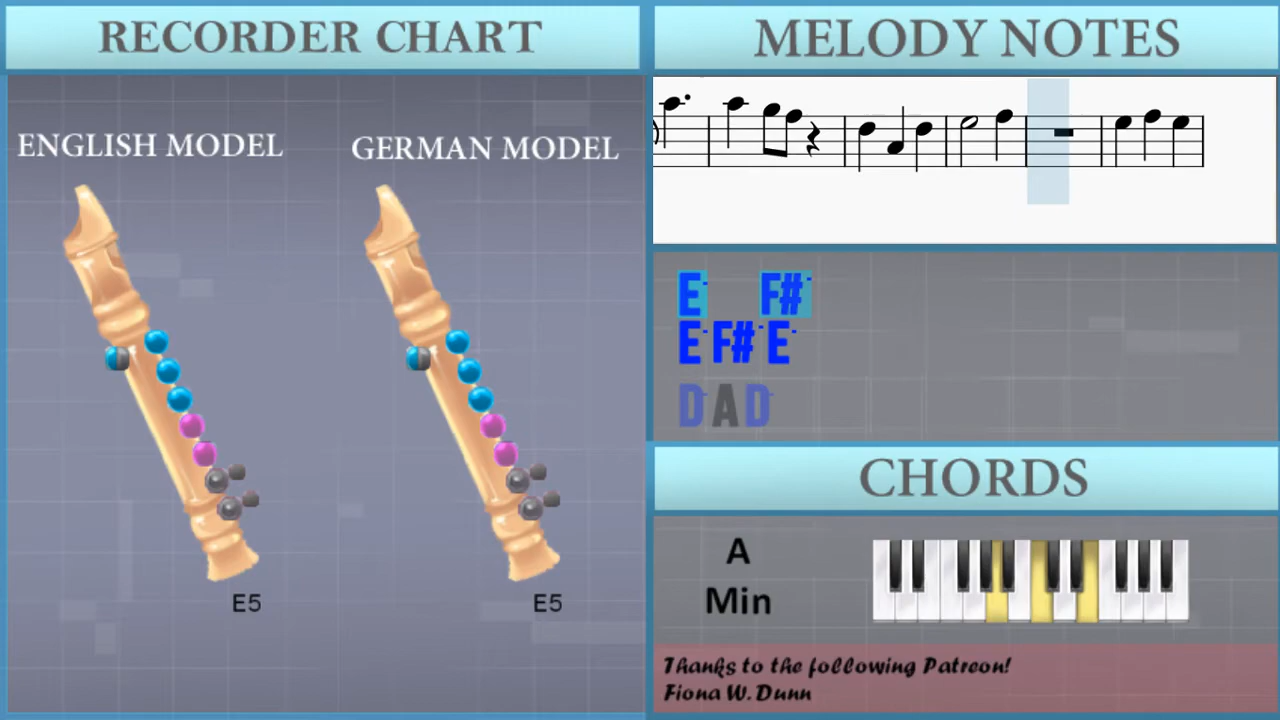 RECORDER CHART
ENGLISH MODEL
GERMAN MODEL
E5
E5
MELODY NOTES
E- F#-
E- F#- E-
D- A D-
CHORDS
A
Min
Thanks to the following Patreon!
Fiona W. Dunn